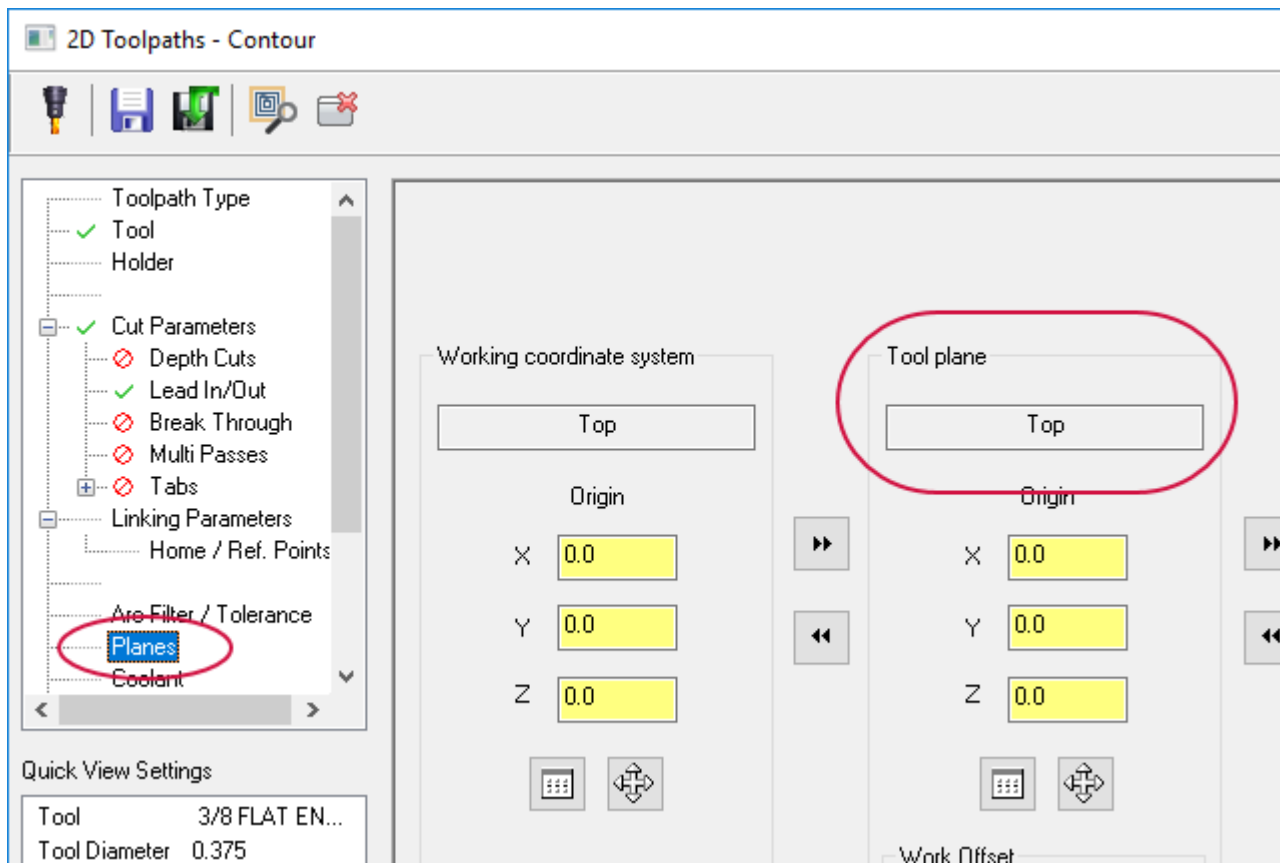 2D Toolpaths - Contour
Toolpath Type
Tool
Holder
Cut Parameters
Depth Cuts
Lead In/Out
Break Through
Multi Passes
Tabs
Linking Parameters
Home / Ref. Points
Arc Filter / Tolerance
Planes
Coolant
Quick View Settings
Tool 3/8 FLAT EN...
Tool Diameter 0.375
Working coordinate system
Top
Origin
X 0.0
Y 0.0
Z 0.0
Tool plane
Top
Origin
X 0.0
Y 0.0
Z 0.0
Work Offset